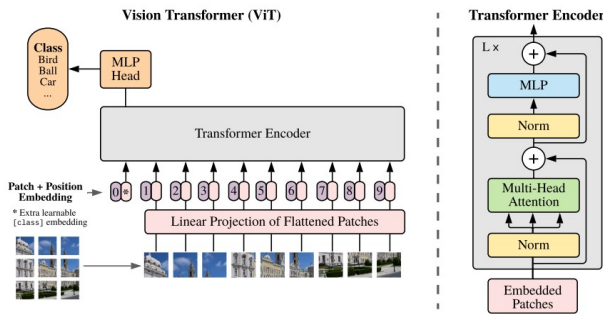 Vision Transformer (ViT)
Class
Bird
Ball
Car
...
MLP
Head
Transformer Encoder
Patch + Position
Embedding
0 * 1 2 3 4 5 6 7 8 9
* Extra learnable
[class] embedding
Linear Projection of Flattened Patches
Transformer Encoder
L x
+
MLP
Norm
+
Multi-Head
Attention
Norm
Embedded
Patches